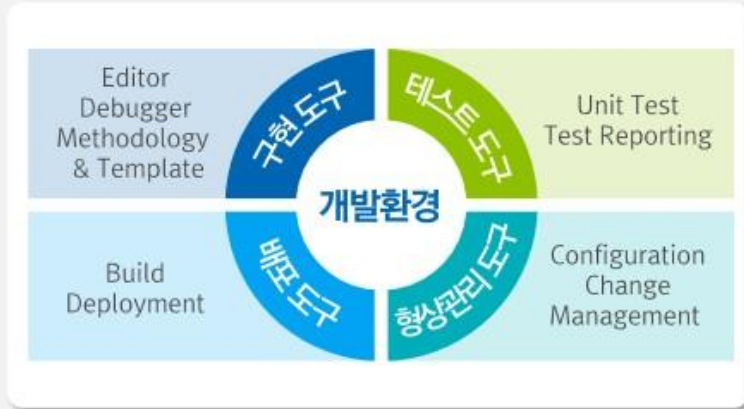 Editor
Debugger
Methodology
& Template
구현 도구
테스트 도구
Unit Test
Test Reporting
개발환경
Build
Deployment
배포 도구
형상관리 도구
Configuration
Change
Management